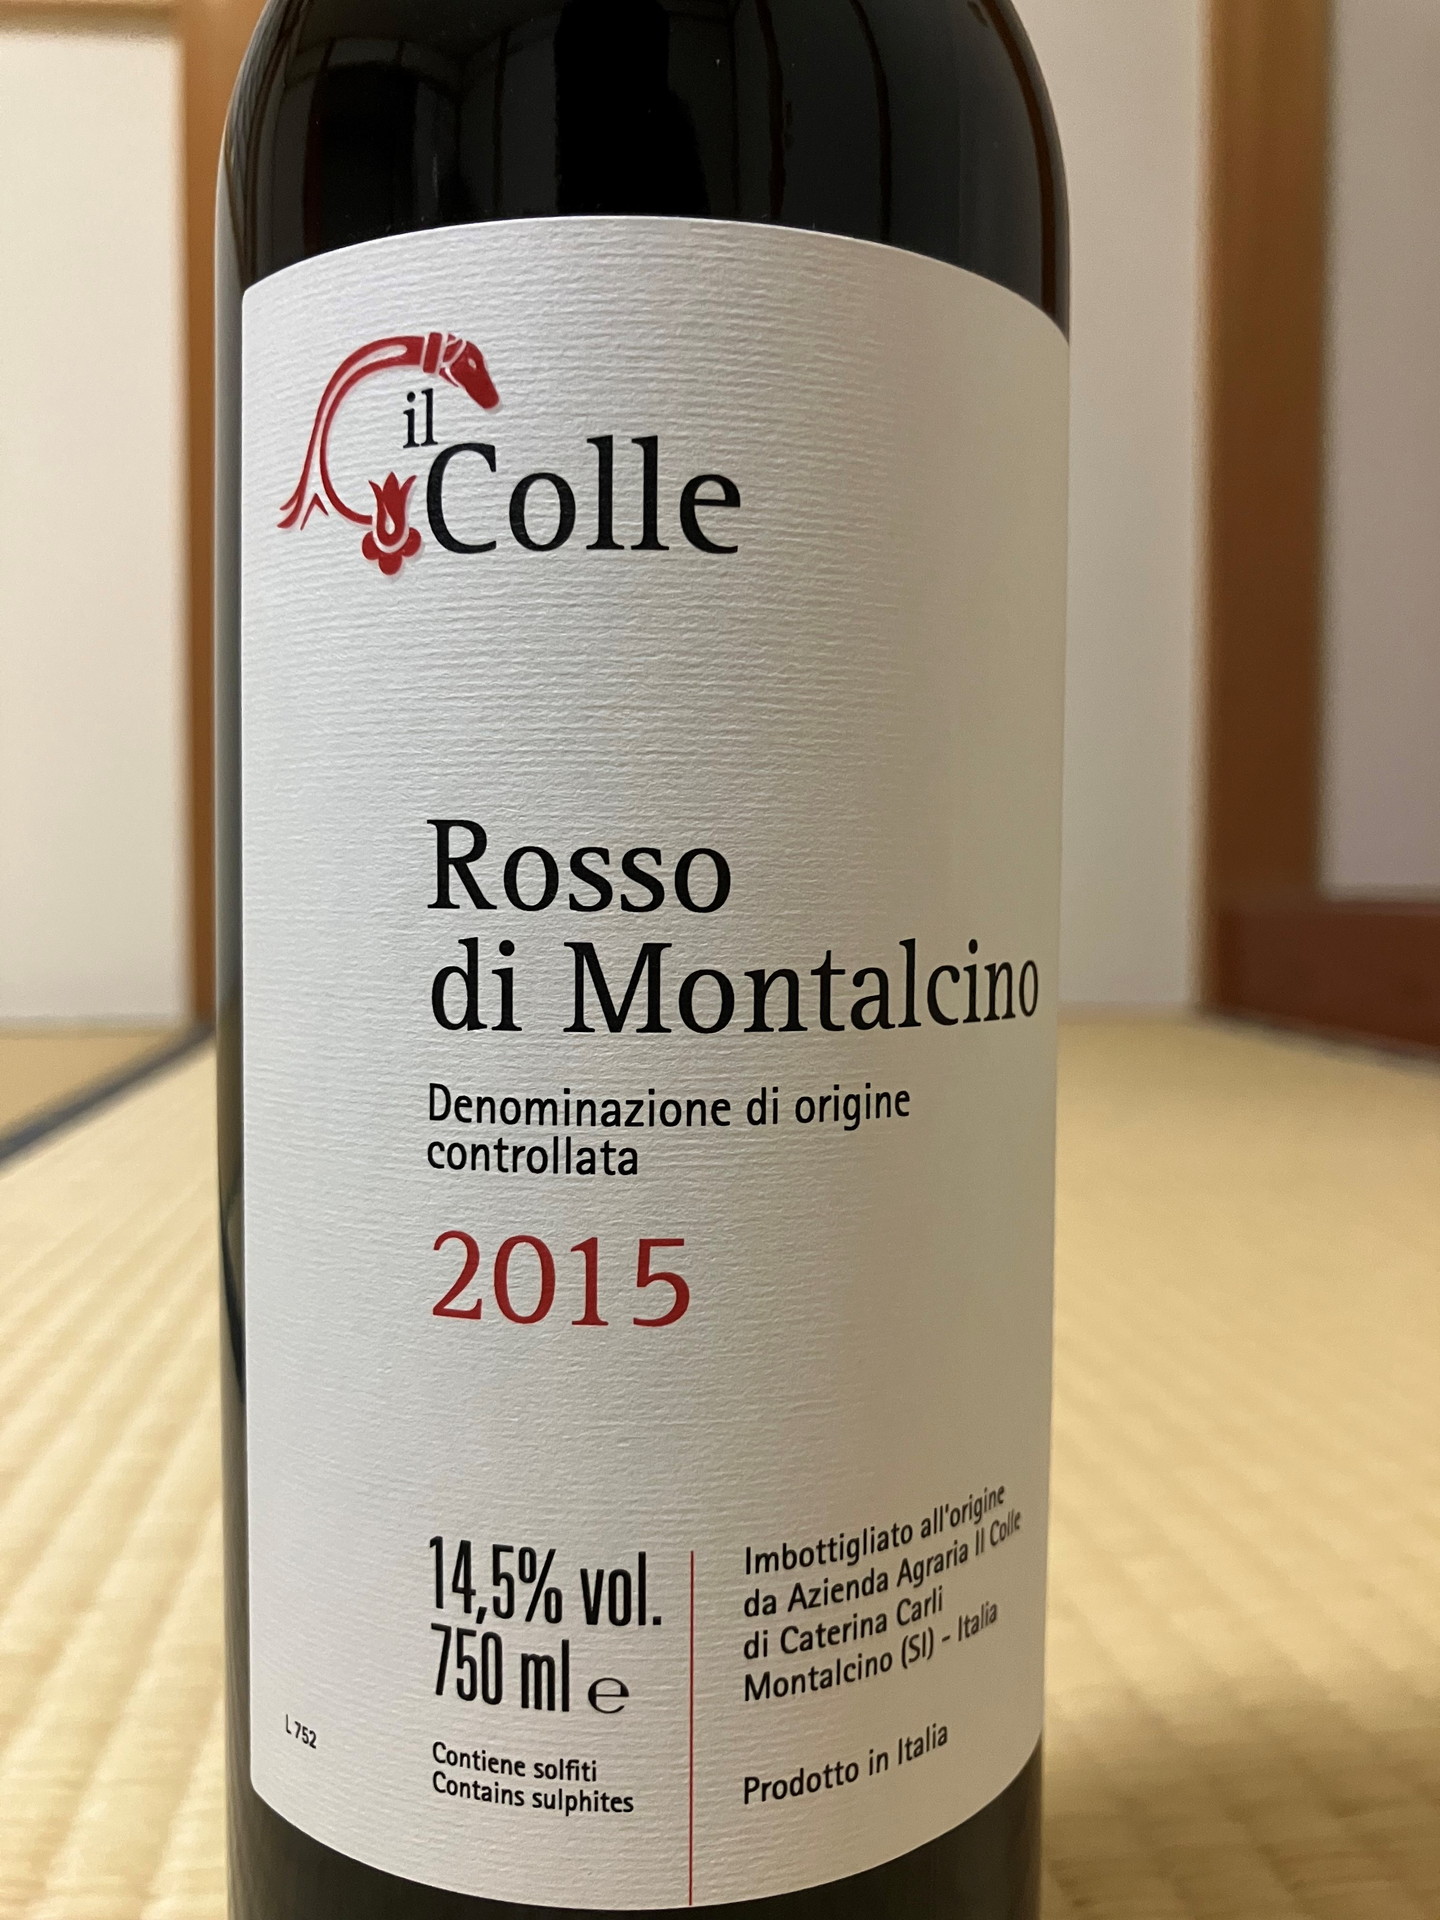 il
Colle
Rosso
di Montalcino
Denominazione di origine
controllata
2015
14,5% vol.
750 ml ℮
Contiene solfiti
Contains sulphites
L 752
Imbottigliato all'origine
da Azienda Agraria Il Colle
di Caterina Carli
Montalcino (SI) - Italia
Prodotto in Italia